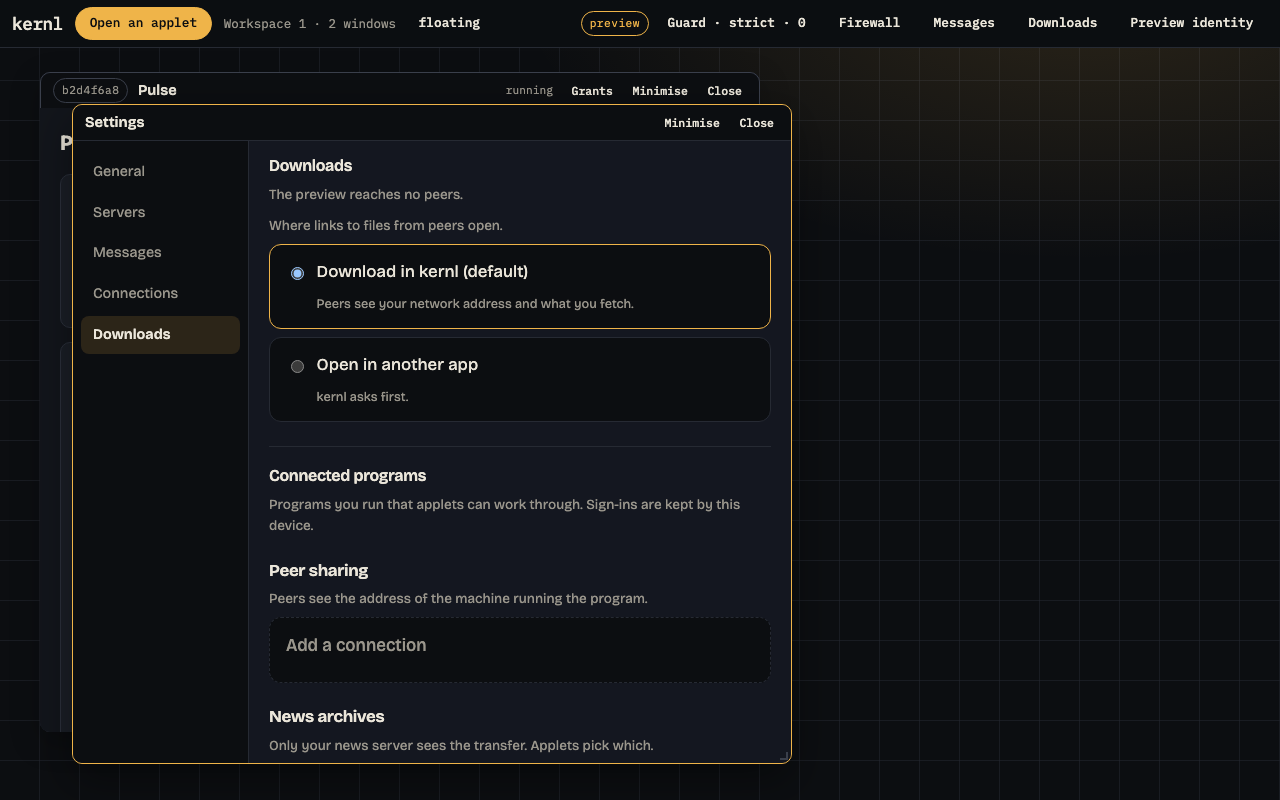 kernl Open an applet Workspace 1 · 2 windows floating preview Guard · strict · 0 Firewall Messages Downloads Preview identity
b2d4f6a8 Pulse running Grants Minimise Close
Settings Minimise Close
P
General
Servers
Messages
Connections
Downloads
Downloads
The preview reaches no peers.
Where links to files from peers open.
Download in kernl (default)
Peers see your network address and what you fetch.
Open in another app
kernl asks first.
Connected programs
Programs you run that applets can work through. Sign-ins are kept by this
device.
Peer sharing
Peers see the address of the machine running the program.
Add a connection
News archives
Only your news server sees the transfer. Applets pick which.